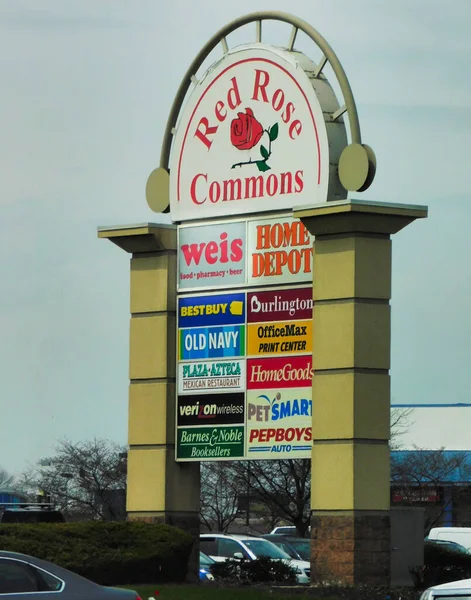 Red Rose
Commons
weis
food • pharmacy • beer
HOME
DEPOT
BEST BUY
Burlington
OLD NAVY
OfficeMax
PRINT CENTER
PLAZA AZTECA
MEXICAN RESTAURANT
HomeGoods
verizon wireless
PETSMART
Barnes & Noble
Booksellers
PEPBOYS
AUTO